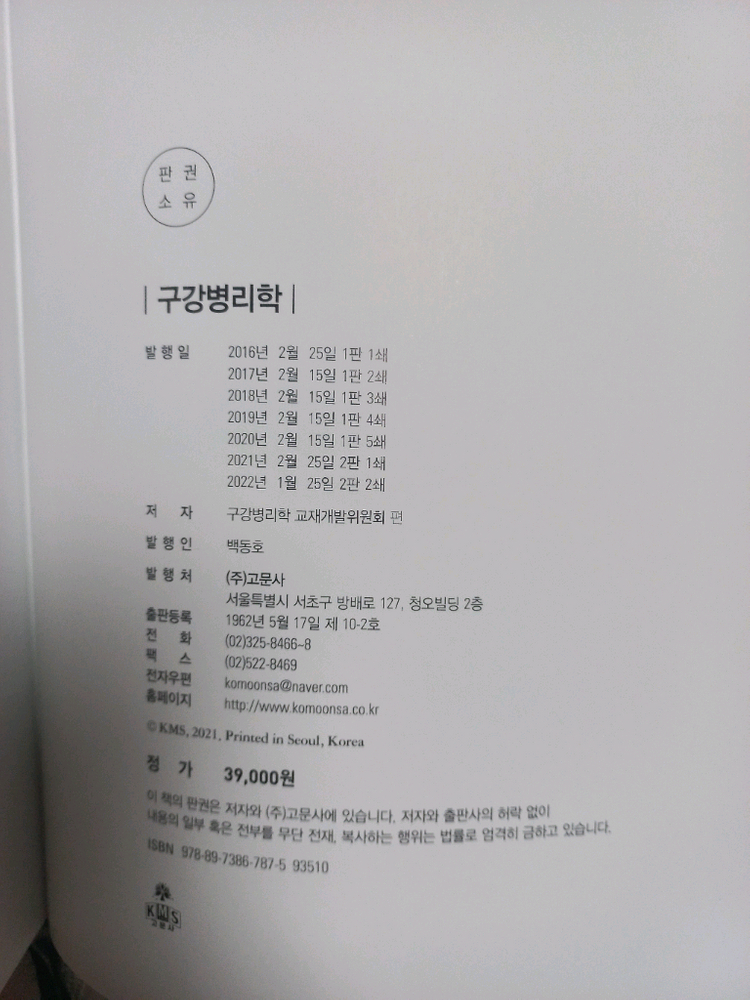 판 권
소 유
구강병리학
발 행 일 2016년 2월 25일 1판 1쇄
2017년 2월 15일 1판 2쇄
2018년 2월 15일 1판 3쇄
2019년 2월 15일 1판 4쇄
2020년 2월 15일 1판 5쇄
2021년 2월 25일 2판 1쇄
2022년 1월 25일 2판 2쇄
저 자 구강병리학 교재개발위원회 편
발 행 인 백동호
발 행 처 (주)고문사
서울특별시 서초구 방배로 127, 청오빌딩 2층
출판등록 1962년 5월 17일 제 10-2호
전 화 (02)325-8466~8
팩 스 (02)522-8469
전자우편 komoonsa@naver.com
홈페이지 http://www.komoonsa.co.kr
© KMS, 2021, Printed in Seoul, Korea
정 가 39,000원
이 책의 판권은 저자와 (주)고문사에 있습니다. 저자와 출판사의 허락 없이
내용의 일부 혹은 전부를 무단 전재, 복사하는 행위는 법률로 엄격히 금하고 있습니다.
ISBN 978-89-7386-787-5 93510
KMS
고문사